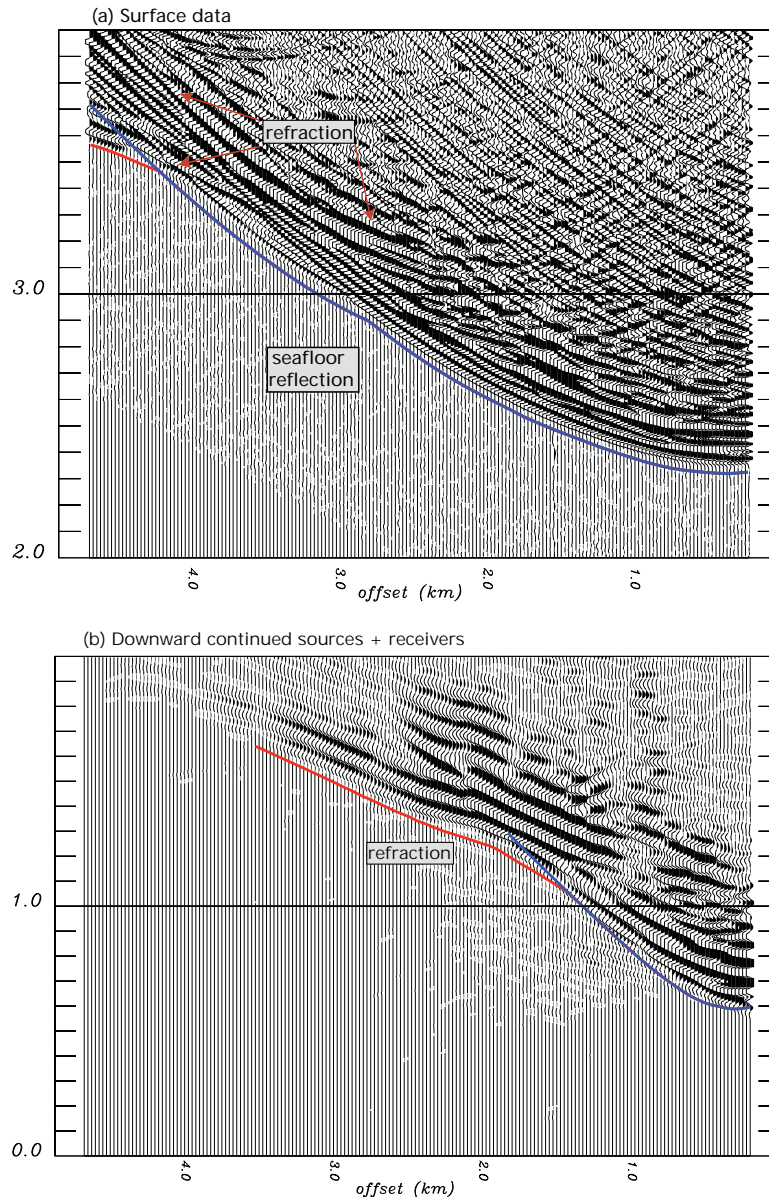 (a) Surface data
refraction
3.0
seafloor
reflection
2.0
4.0
3.0
2.0
1.0
offset (km)
(b) Downward continued sources + receivers
refraction
1.0
0.0
4.0
3.0
2.0
1.0
offset (km)